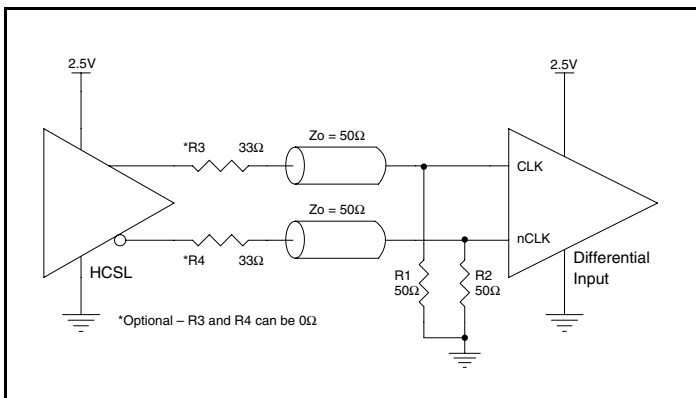 2.5V
2.5V
*R3 33Ω
Zo = 50Ω
CLK
Zo = 50Ω
nCLK
HCSL
*R4 33Ω
R1
50Ω
R2
50Ω
Differential
Input
*Optional – R3 and R4 can be 0Ω